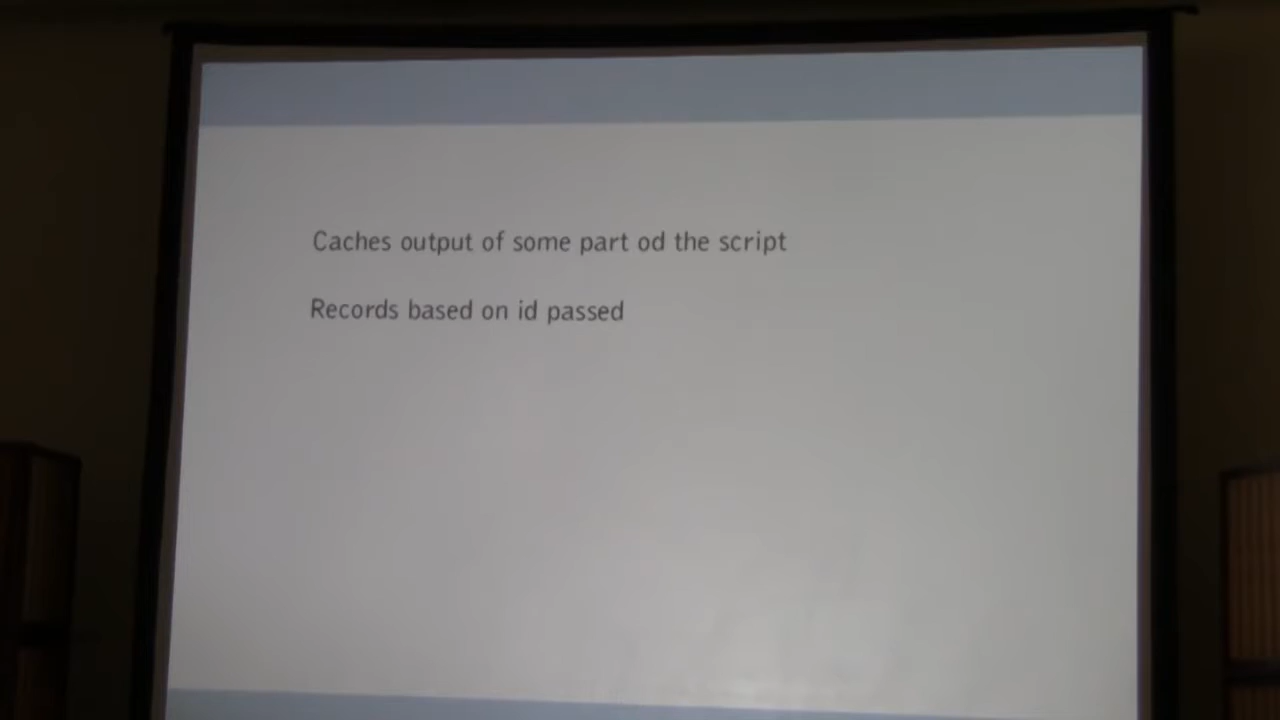 Caches output of some part od the script
Records based on id passed